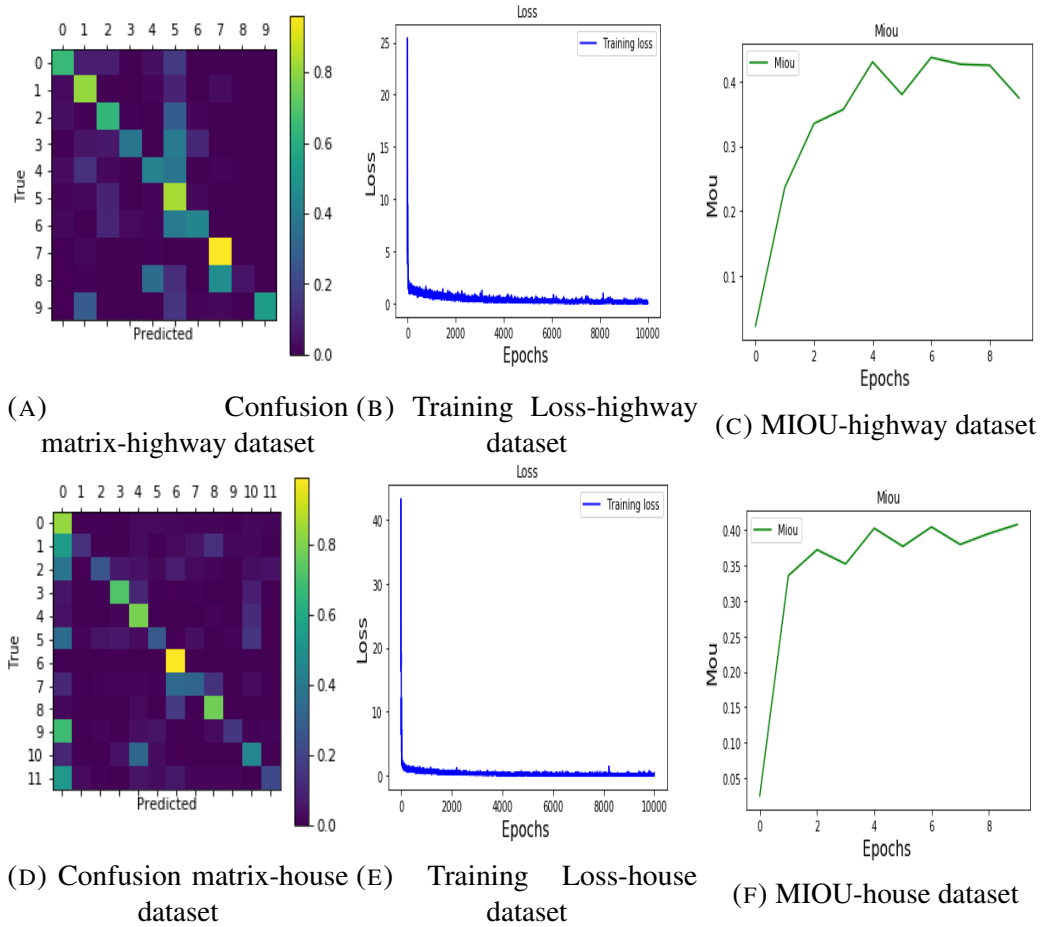 0 1 2 3 4 5 6 7 8 9
0
1
2
3
4
5
6
7
8
9
True
Predicted
0.8
0.6
0.4
0.2
0.0
Loss
Training loss
25
20
15
10
5
0
Loss
0 2000 4000 6000 8000 10000
Epochs
Miou
Miou
0.4
0.3
0.2
0.1
Mou
0 2 4 6 8
Epochs
(A) Confusion
matrix-highway dataset
(B) Training Loss-highway
dataset
(C) MIOU-highway dataset
0 1 2 3 4 5 6 7 8 9 10 11
0
1
2
3
4
5
6
7
8
9
10
11
True
Predicted
0.8
0.6
0.4
0.2
0.0
Loss
Training loss
40
30
20
10
0
Loss
0 2000 4000 6000 8000 10000
Epochs
Miou
Miou
0.40
0.35
0.30
0.25
0.20
0.15
0.10
0.05
Mou
0 2 4 6 8
Epochs
(D) Confusion matrix-house
dataset
(E) Training Loss-house
dataset
(F) MIOU-house dataset